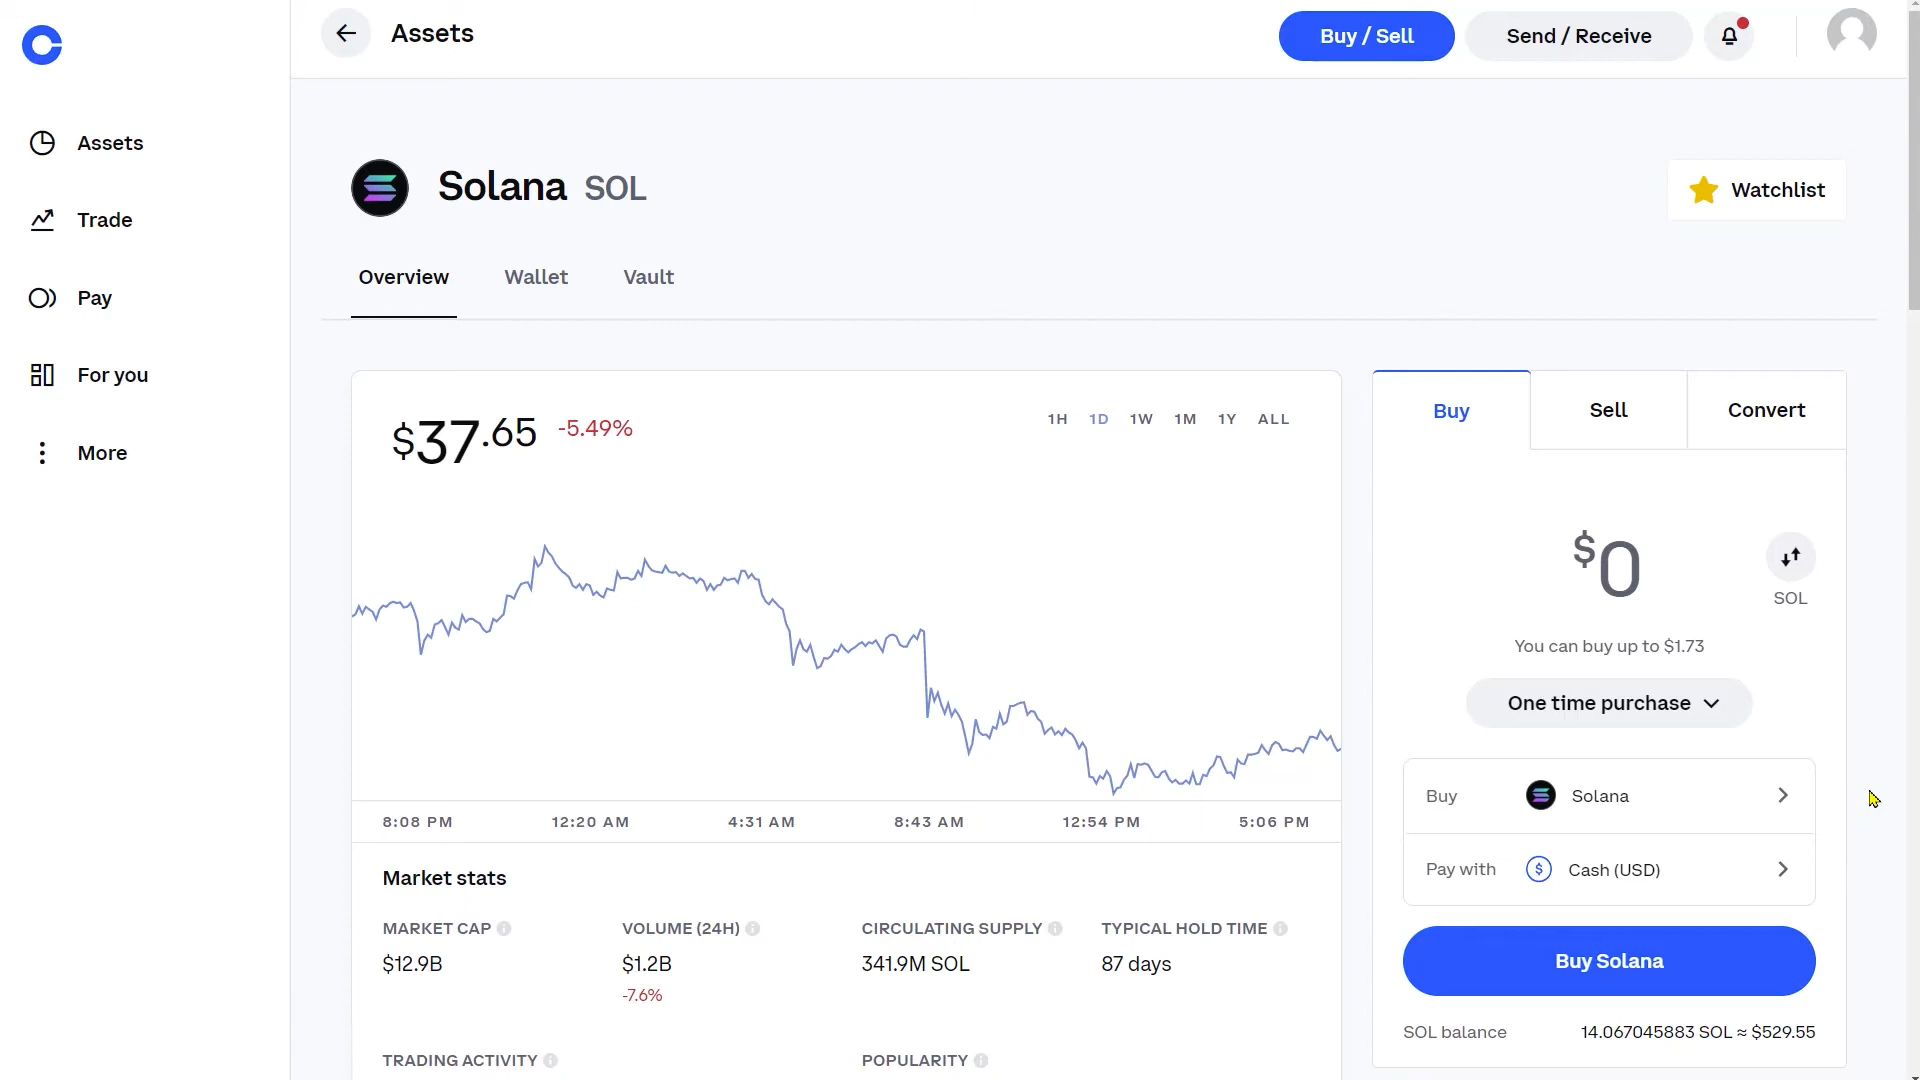 Assets
Buy / Sell
Send / Receive
Assets
Trade
Pay
For you
More
Solana SOL
Watchlist
Overview
Wallet
Vault
$37.65 -5.49%
1H 1D 1W 1M 1Y ALL
8:08 PM 12:20 AM 4:31 AM 8:43 AM 12:54 PM 5:06 PM
Market stats
MARKET CAP
$12.9B
VOLUME (24H)
$1.2B
-7.6%
CIRCULATING SUPPLY
341.9M SOL
TYPICAL HOLD TIME
87 days
TRADING ACTIVITY
POPULARITY
Buy
Sell
Convert
$0
SOL
You can buy up to $1.73
One time purchase
Buy Solana
Pay with $ Cash (USD)
Buy Solana
SOL balance 14.067045883 SOL ≈ $529.55